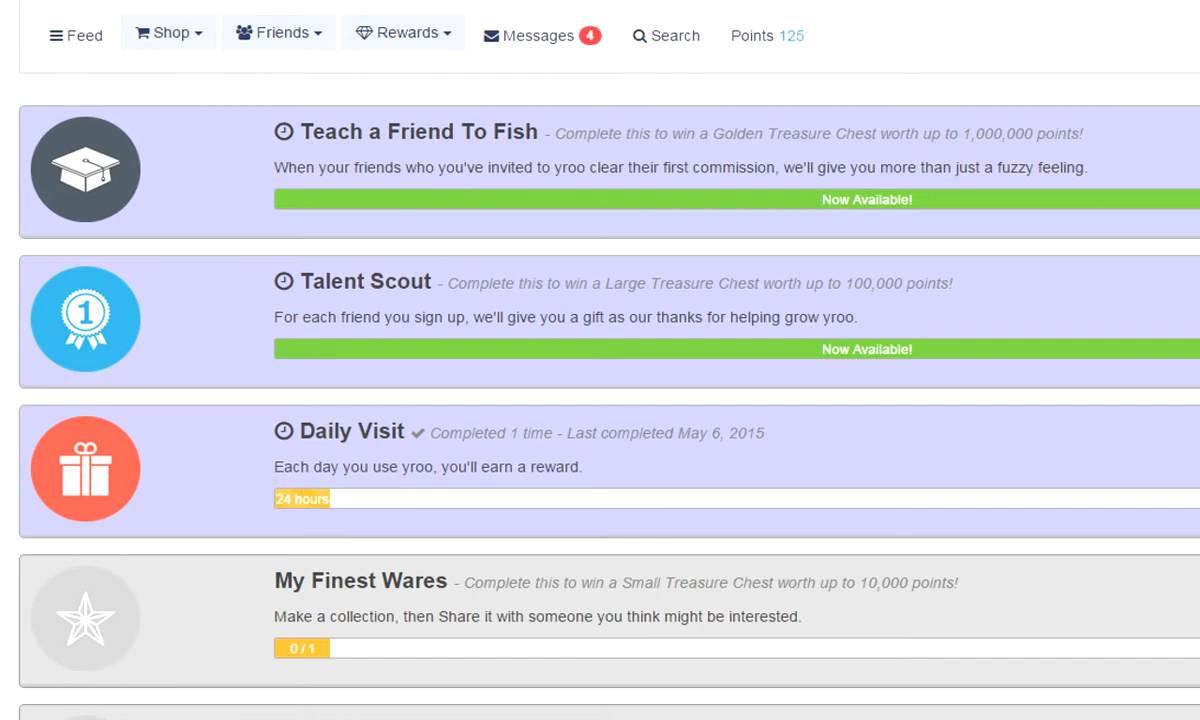 Feed Shop Friends Rewards Messages 4 Search Points 125
Teach a Friend To Fish - Complete this to win a Golden Treasure Chest worth up to 1,000,000 points!
When your friends who you've invited to yroo clear their first commission, we'll give you more than just a fuzzy feeling.
Now Available!
1
Talent Scout - Complete this to win a Large Treasure Chest worth up to 100,000 points!
For each friend you sign up, we'll give you a gift as our thanks for helping grow yroo.
Now Available!
Daily Visit Completed 1 time - Last completed May 6, 2015
Each day you use yroo, you'll earn a reward.
24 hours
My Finest Wares - Complete this to win a Small Treasure Chest worth up to 10,000 points!
Make a collection, then Share it with someone you think might be interested.
0 / 1